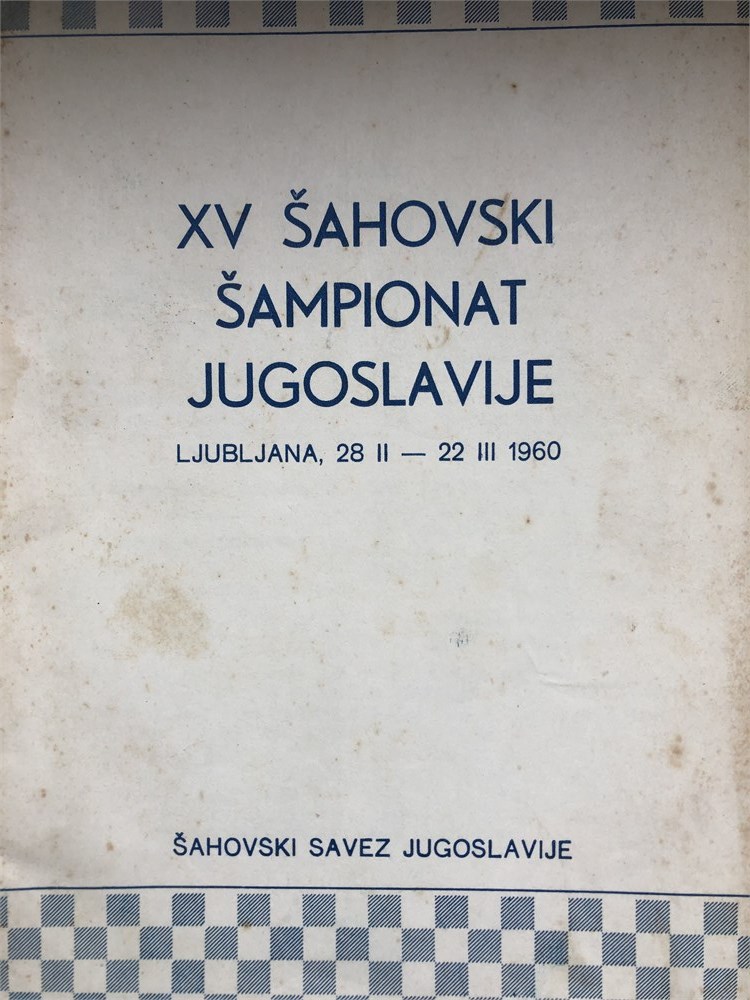 XV ŠAHOVSKI
ŠAMPIONAT
JUGOSLAVIJE
LJUBLJANA, 28 II — 22 III 1960
ŠAHOVSKI SAVEZ JUGOSLAVIJE